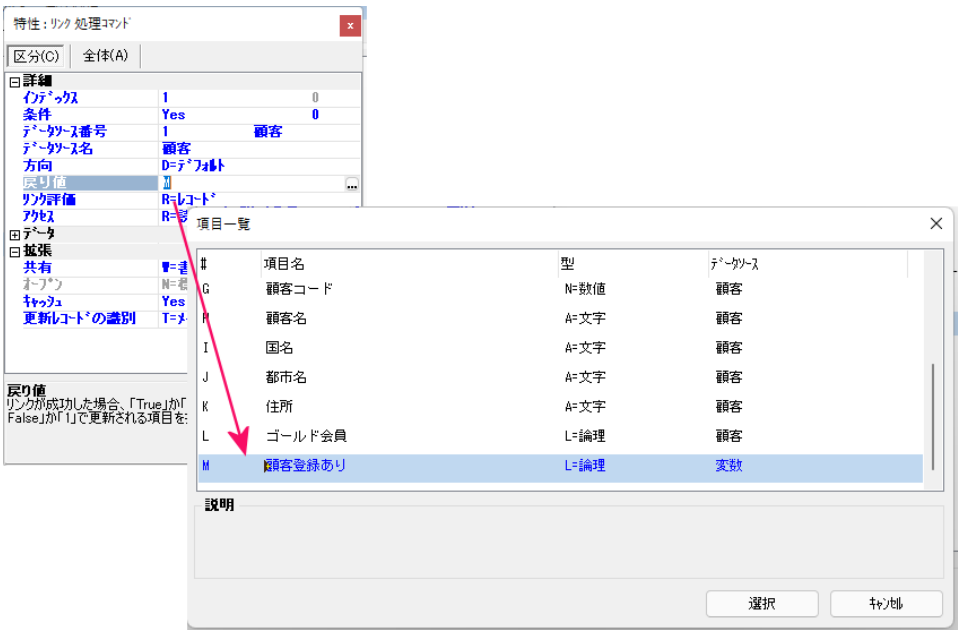 特性 : ﾘﾝｸ 処理ｺﾏﾝﾄﾞ
x
区分(C) 全体(A)
詳細
ｲﾝﾃﾞｯｸｽ 1 0
条件 Yes 0
ﾃﾞｰﾀｿｰｽ番号 1 顧客
ﾃﾞｰﾀｿｰｽ名 顧客
方向 D=ﾃﾞﾌｫﾙﾄ
戻り値 M ...
ﾘﾝｸ評価 R=ﾚｺｰﾄﾞ
ｱｸｾｽ R=
ﾃﾞｰﾀ
拡張
共有 W=書
ｵｰﾌﾟﾝ N=
ｷｬｯｼｭ Yes
更新ﾚｺｰﾄﾞの識別 T=ﾒ
戻り値
ﾘﾝｸが成功した場合、「True」か「
False」か「1」で更新される項目を
項目一覧
# 項目名 型 ﾃﾞｰﾀｿｰｽ
G 顧客コード N=数値 顧客
H 顧客名 A=文字 顧客
I 国名 A=文字 顧客
J 都市名 A=文字 顧客
K 住所 A=文字 顧客
L ゴールド会員 L=論理 顧客
M 顧客登録あり L=論理 変数
説明
選択 ｷｬﾝｾﾙ